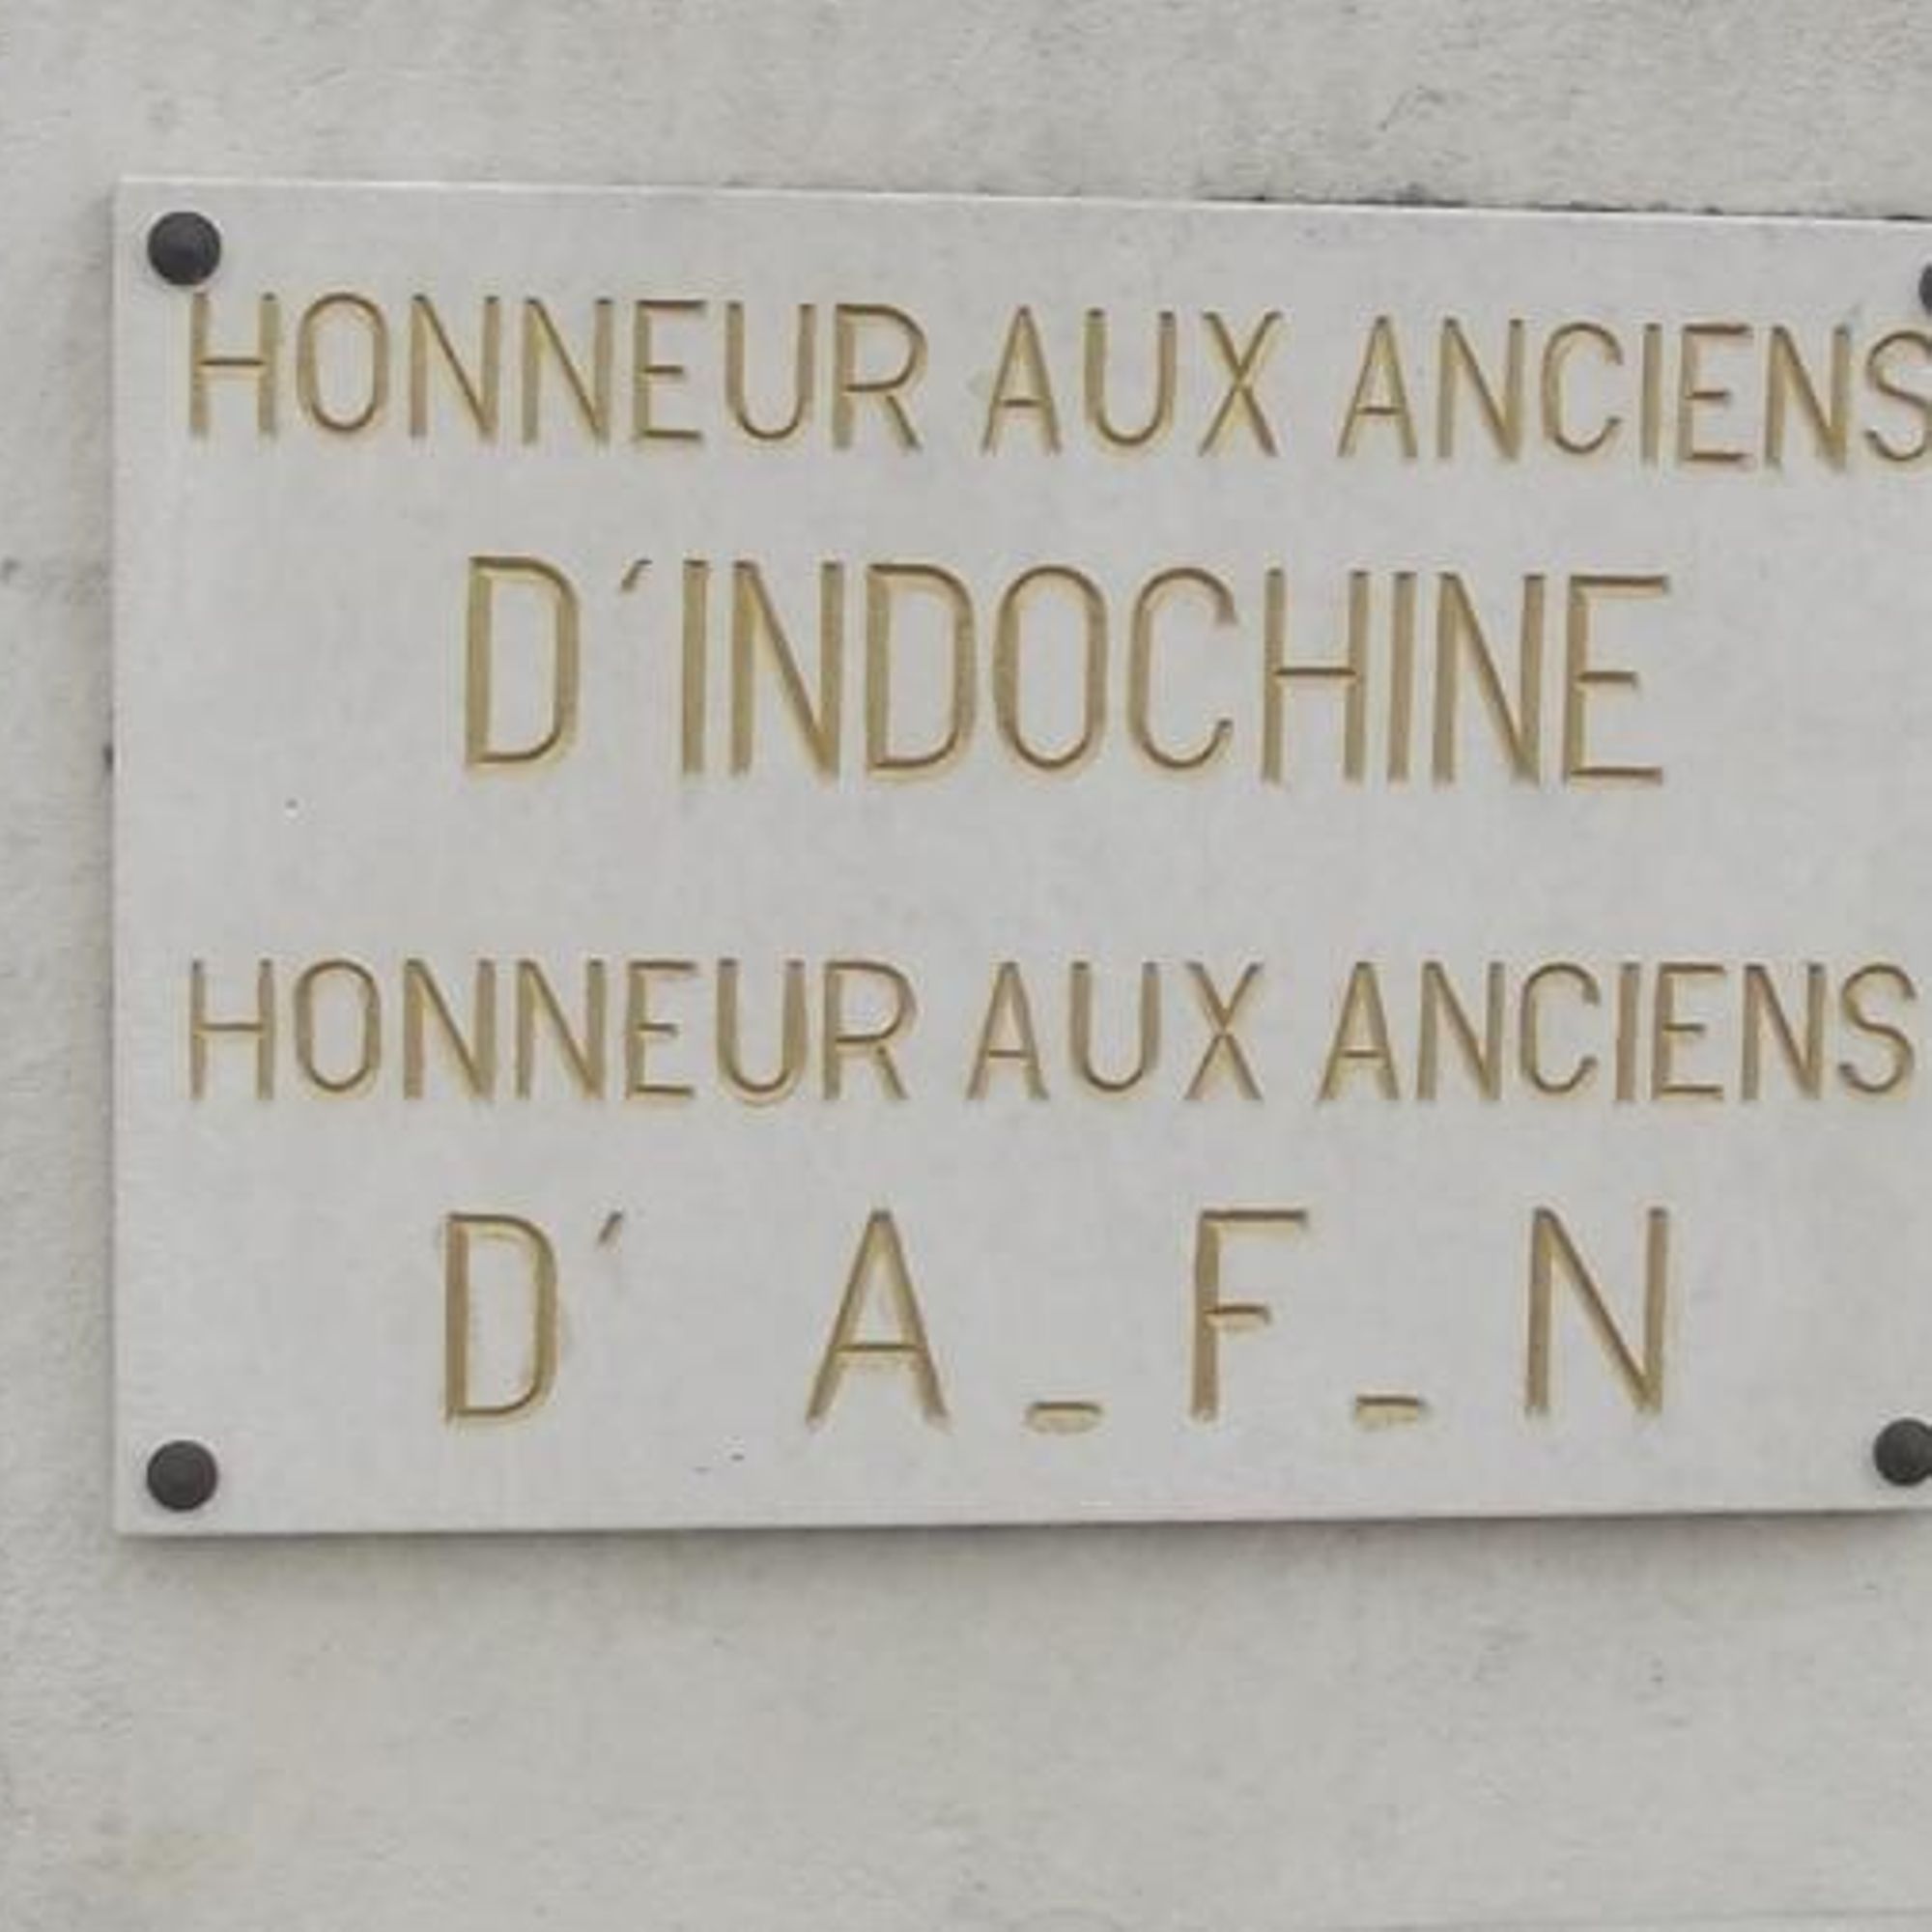 HONNEUR AUX ANCIENS
D´INDOCHINE
HONNEUR AUX ANCIENS
D´ A_F_N